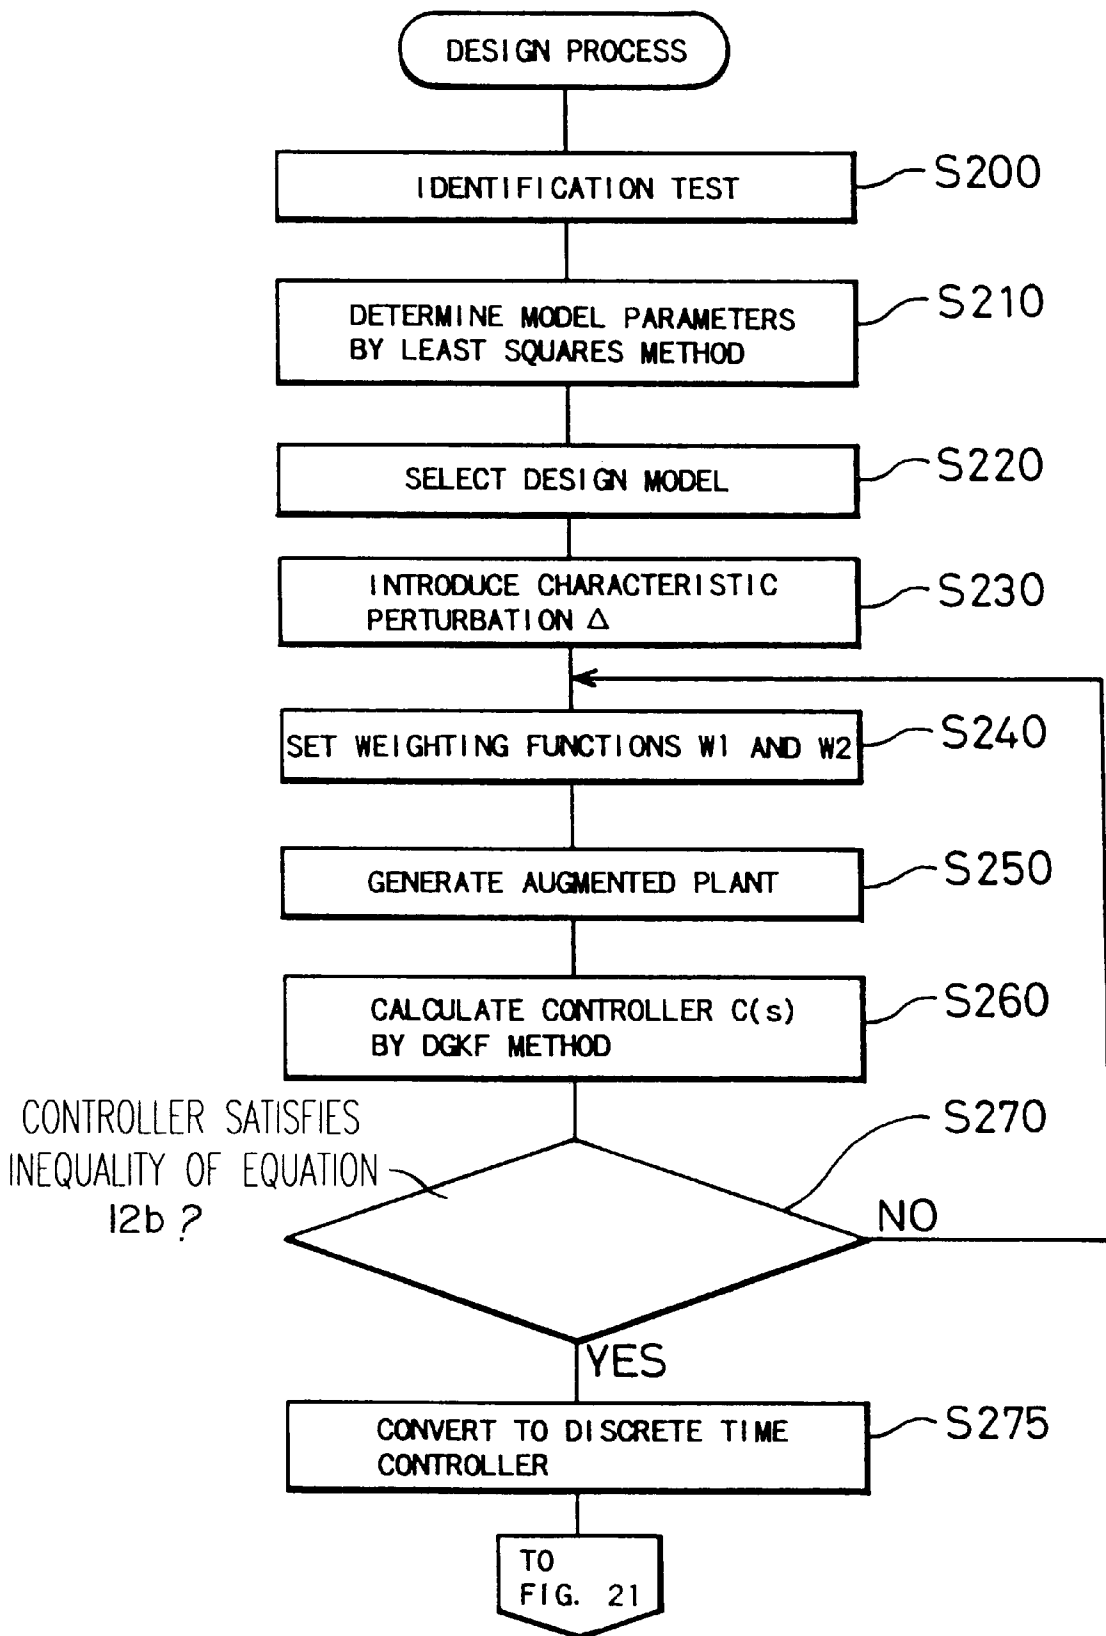 DESIGN PROCESS
IDENTIFICATION TEST
S200
DETERMINE MODEL PARAMETERS
BY LEAST SQUARES METHOD
S210
SELECT DESIGN MODEL
S220
INTRODUCE CHARACTERISTIC
PERTURBATION Δ
S230
SET WEIGHTING FUNCTIONS W1 AND W2
S240
GENERATE AUGMENTED PLANT
S250
CALCULATE CONTROLLER C(s)
BY DGKF METHOD
S260
CONTROLLER SATISFIES
INEQUALITY OF EQUATION
12b ?
S270
NO
YES
CONVERT TO DISCRETE TIME
CONTROLLER
S275
TO
FIG. 21